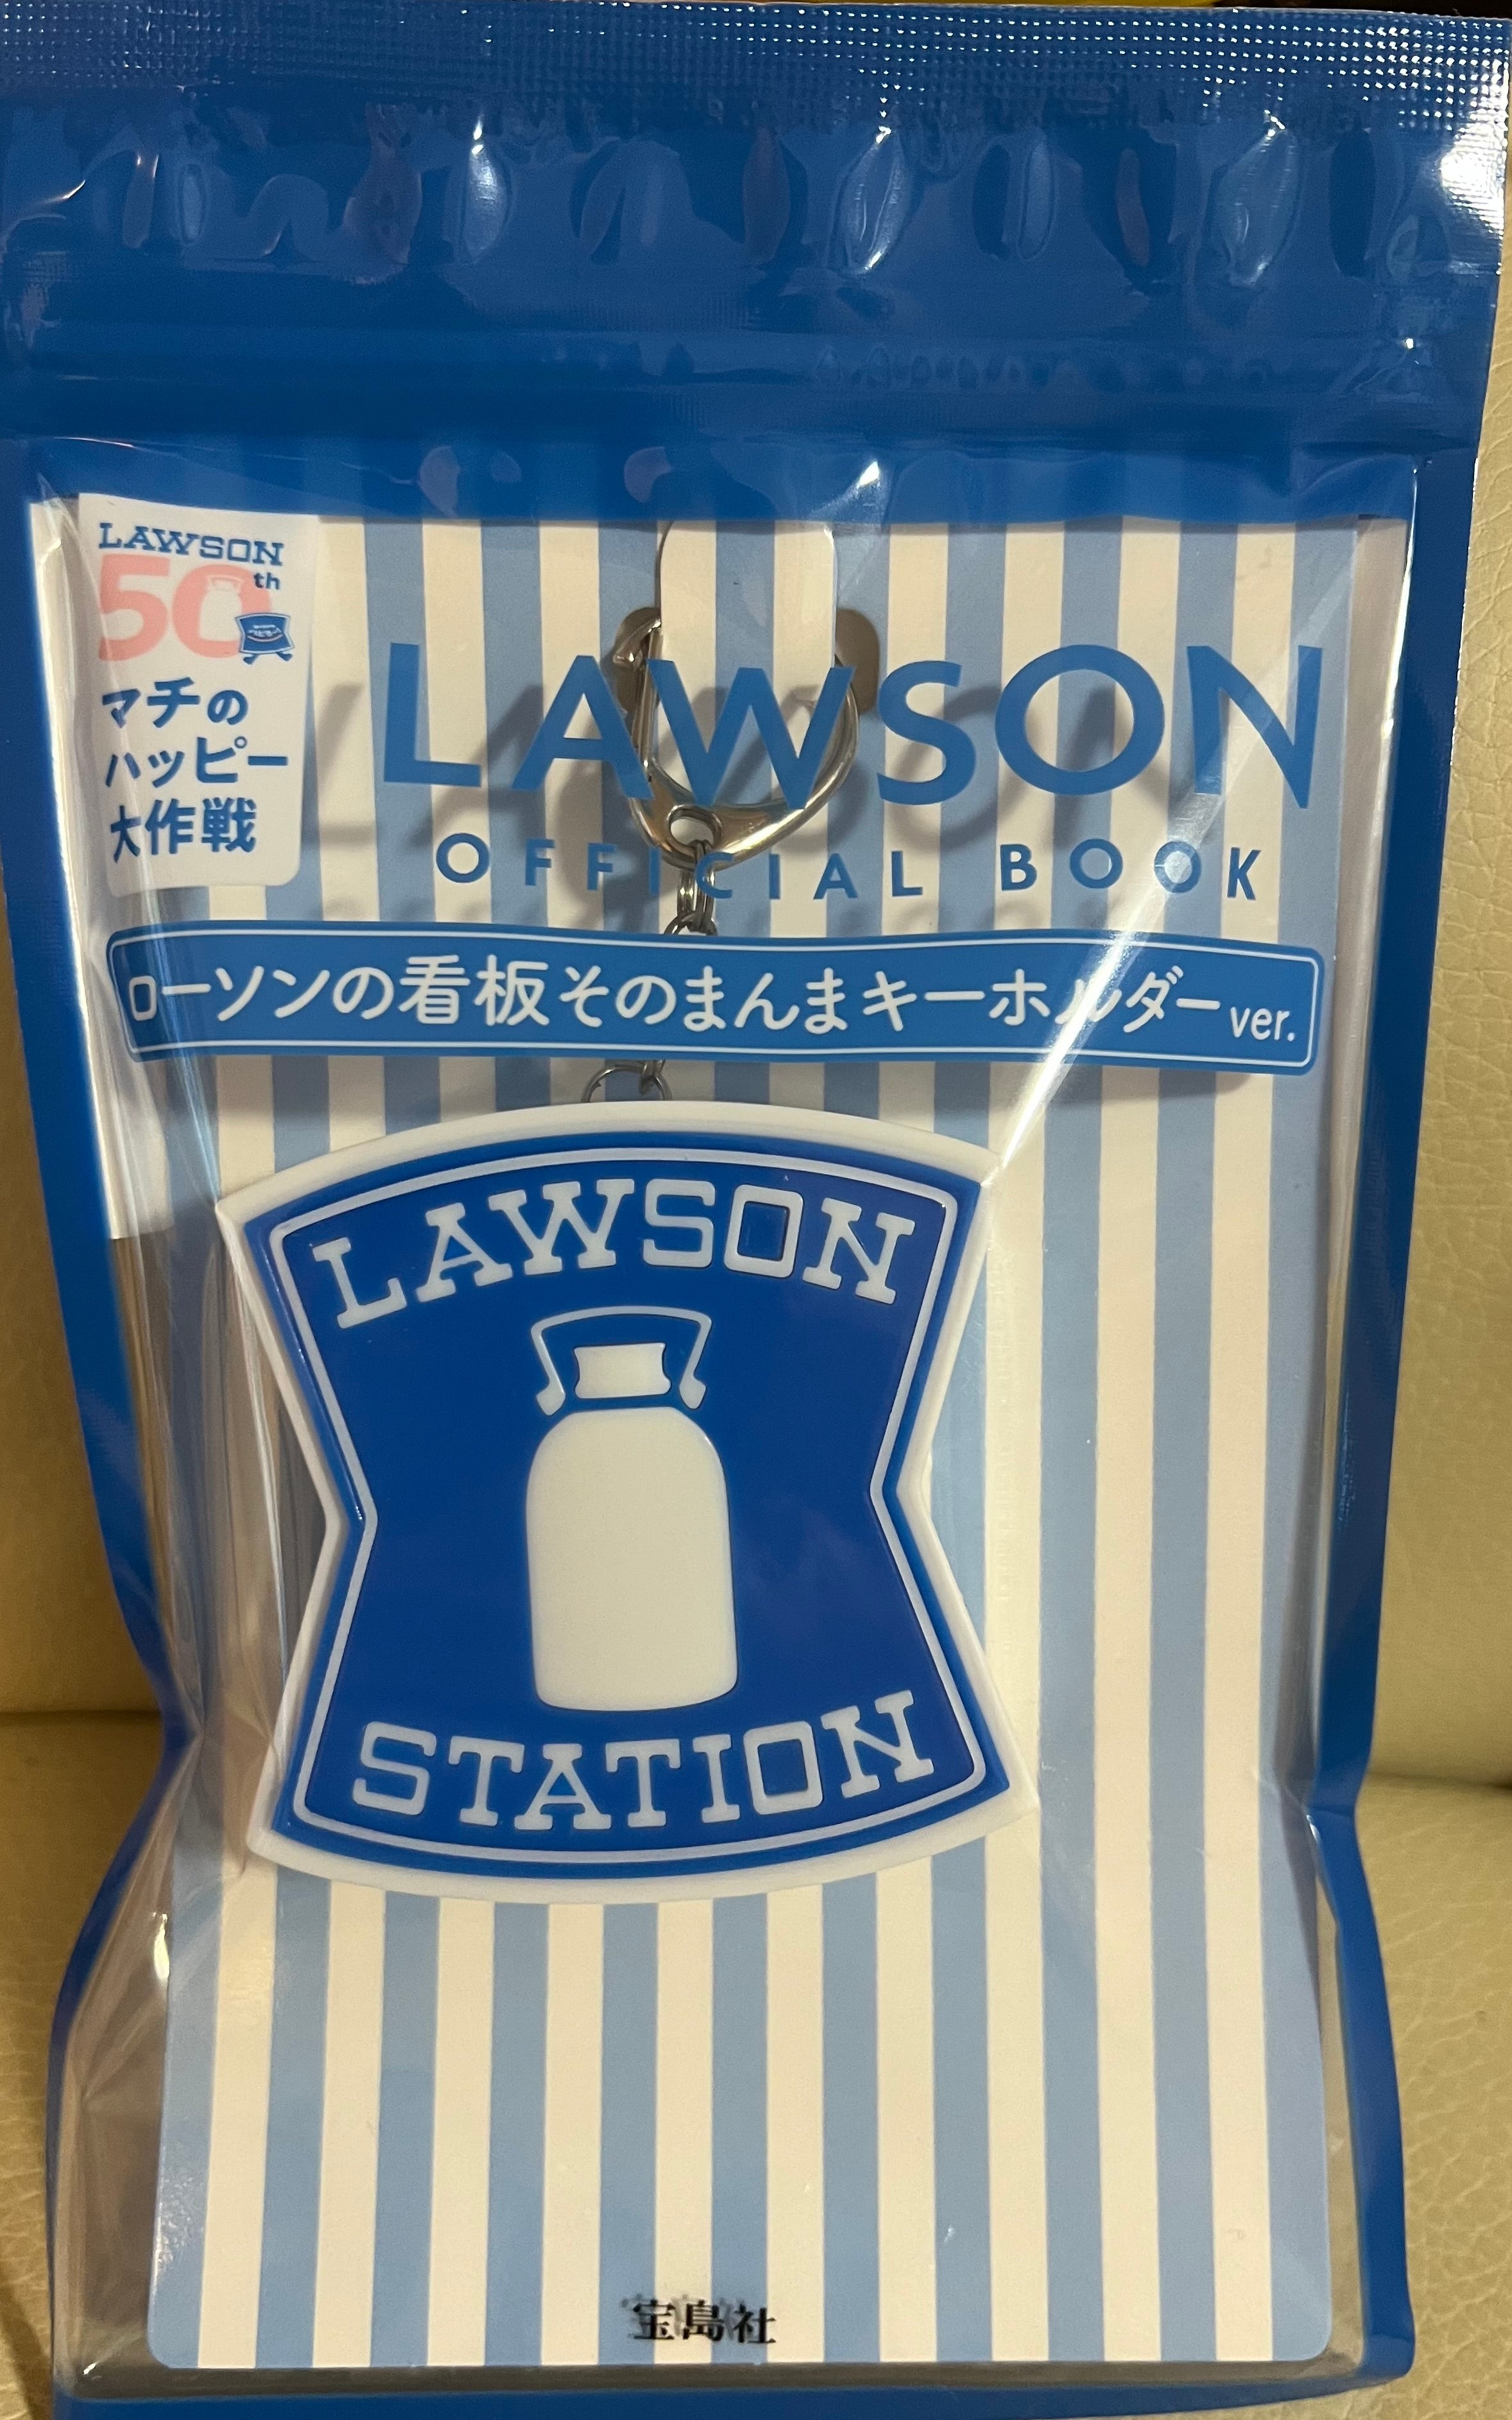 LAWSON
50th
マチの
ハッピー
大作戦
LAWSON
OFFICIAL BOOK
ローソンの看板そのまんまキーホルダーver.
LAWSON
STATION
宝島社